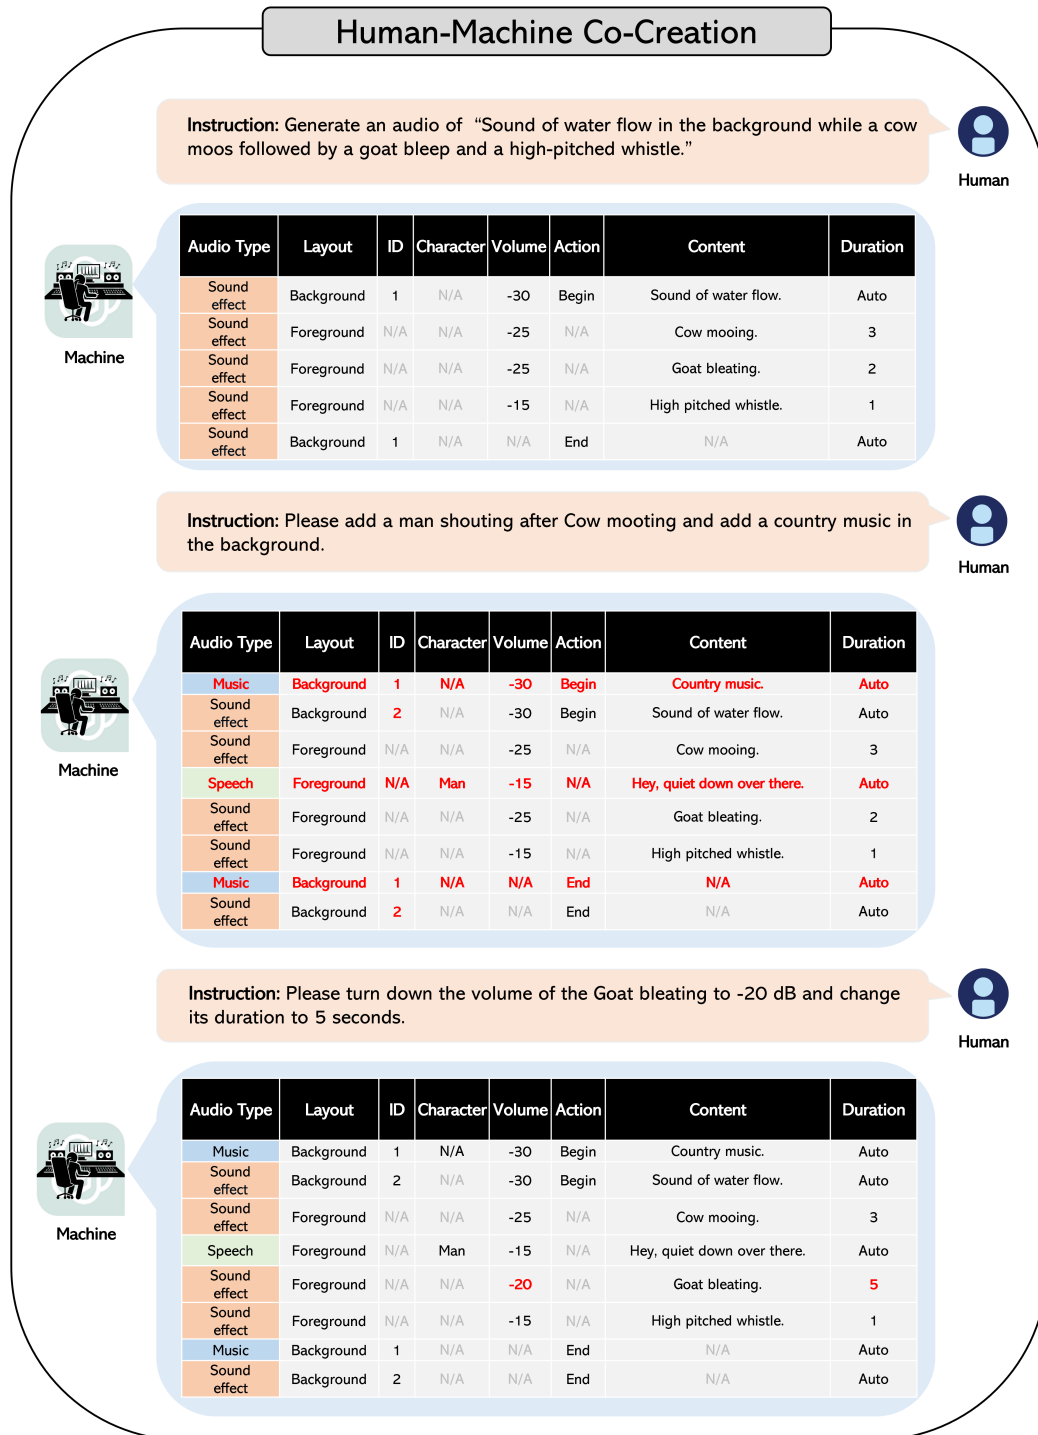 Human-Machine Co-Creation
Instruction: Generate an audio of “Sound of water flow in the background while a cow
moos followed by a goat bleep and a high-pitched whistle.”
Human
Machine
Audio Type Layout ID Character Volume Action Content Duration
Sound effect Background 1 N/A -30 Begin Sound of water flow. Auto
Sound effect Foreground N/A N/A -25 N/A Cow mooing. 3
Sound effect Foreground N/A N/A -25 N/A Goat bleating. 2
Sound effect Foreground N/A N/A -15 N/A High pitched whistle. 1
Sound effect Background 1 N/A N/A End N/A Auto
Instruction: Please add a man shouting after Cow mooting and add a country music in
the background.
Human
Machine
Audio Type Layout ID Character Volume Action Content Duration
Music Background 1 N/A -30 Begin Country music. Auto
Sound effect Background 2 N/A -30 Begin Sound of water flow. Auto
Sound effect Foreground N/A N/A -25 N/A Cow mooing. 3
Speech Foreground N/A Man -15 N/A Hey, quiet down over there. Auto
Sound effect Foreground N/A N/A -25 N/A Goat bleating. 2
Sound effect Foreground N/A N/A -15 N/A High pitched whistle. 1
Music Background 1 N/A N/A End N/A Auto
Sound effect Background 2 N/A N/A End N/A Auto
Instruction: Please turn down the volume of the Goat bleating to -20 dB and change
its duration to 5 seconds.
Human
Machine
Audio Type Layout ID Character Volume Action Content Duration
Music Background 1 N/A -30 Begin Country music. Auto
Sound effect Background 2 N/A -30 Begin Sound of water flow. Auto
Sound effect Foreground N/A N/A -25 N/A Cow mooing. 3
Speech Foreground N/A Man -15 N/A Hey, quiet down over there. Auto
Sound effect Foreground N/A N/A -20 N/A Goat bleating. 5
Sound effect Foreground N/A N/A -15 N/A High pitched whistle. 1
Music Background 1 N/A N/A End N/A Auto
Sound effect Background 2 N/A N/A End N/A Auto